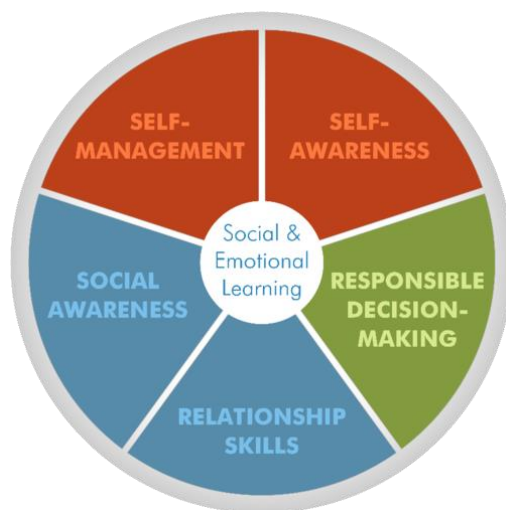 SELF-
MANAGEMENT
SELF-
AWARENESS
Social &
Emotional
Learning
SOCIAL
AWARENESS
RESPONSIBLE
DECISION-
MAKING
RELATIONSHIP
SKILLS